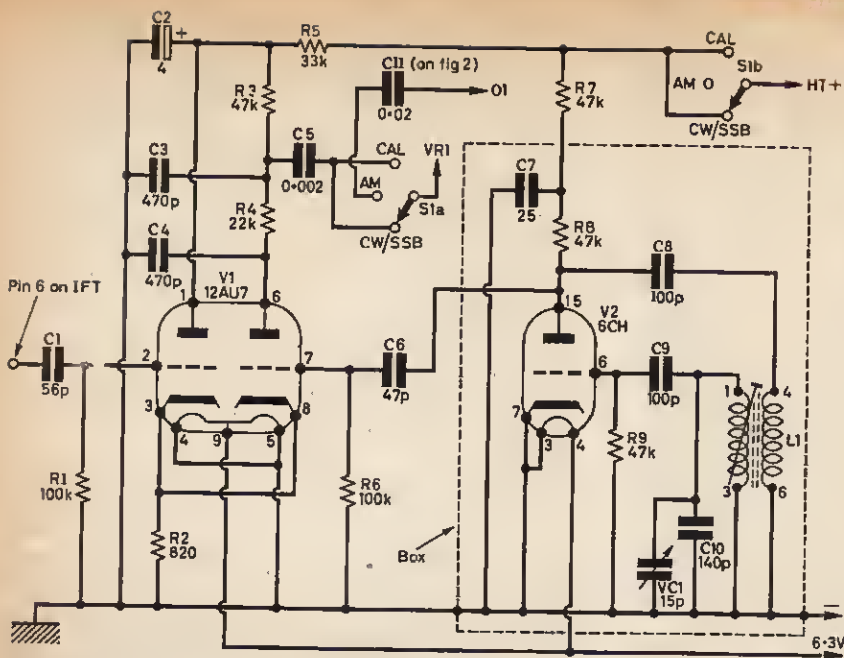 C2
4
+
R5
33k
C11 (on fig 2)
0·02
O1
R3
47k
R7
47k
CAL
AM O
S1b
HT+
CW/SSB
C3
470p
C5
0·002
CAL
AM
VR1
S1a
CW/SSB
C7
25
R4
22k
R8
47k
C4
470p
C8
100p
V1
12AU7
1
6
15
V2
6CH
Pin 6 on IFT
C1
56p
2
7
C6
47p
6
C9
100p
1
4
3
8
4
9
5
7
3
4
L1
R1
100k
R6
100k
R9
47k
3
6
R2
820
Box
VC1
15p
C10
140p
–
6·3V